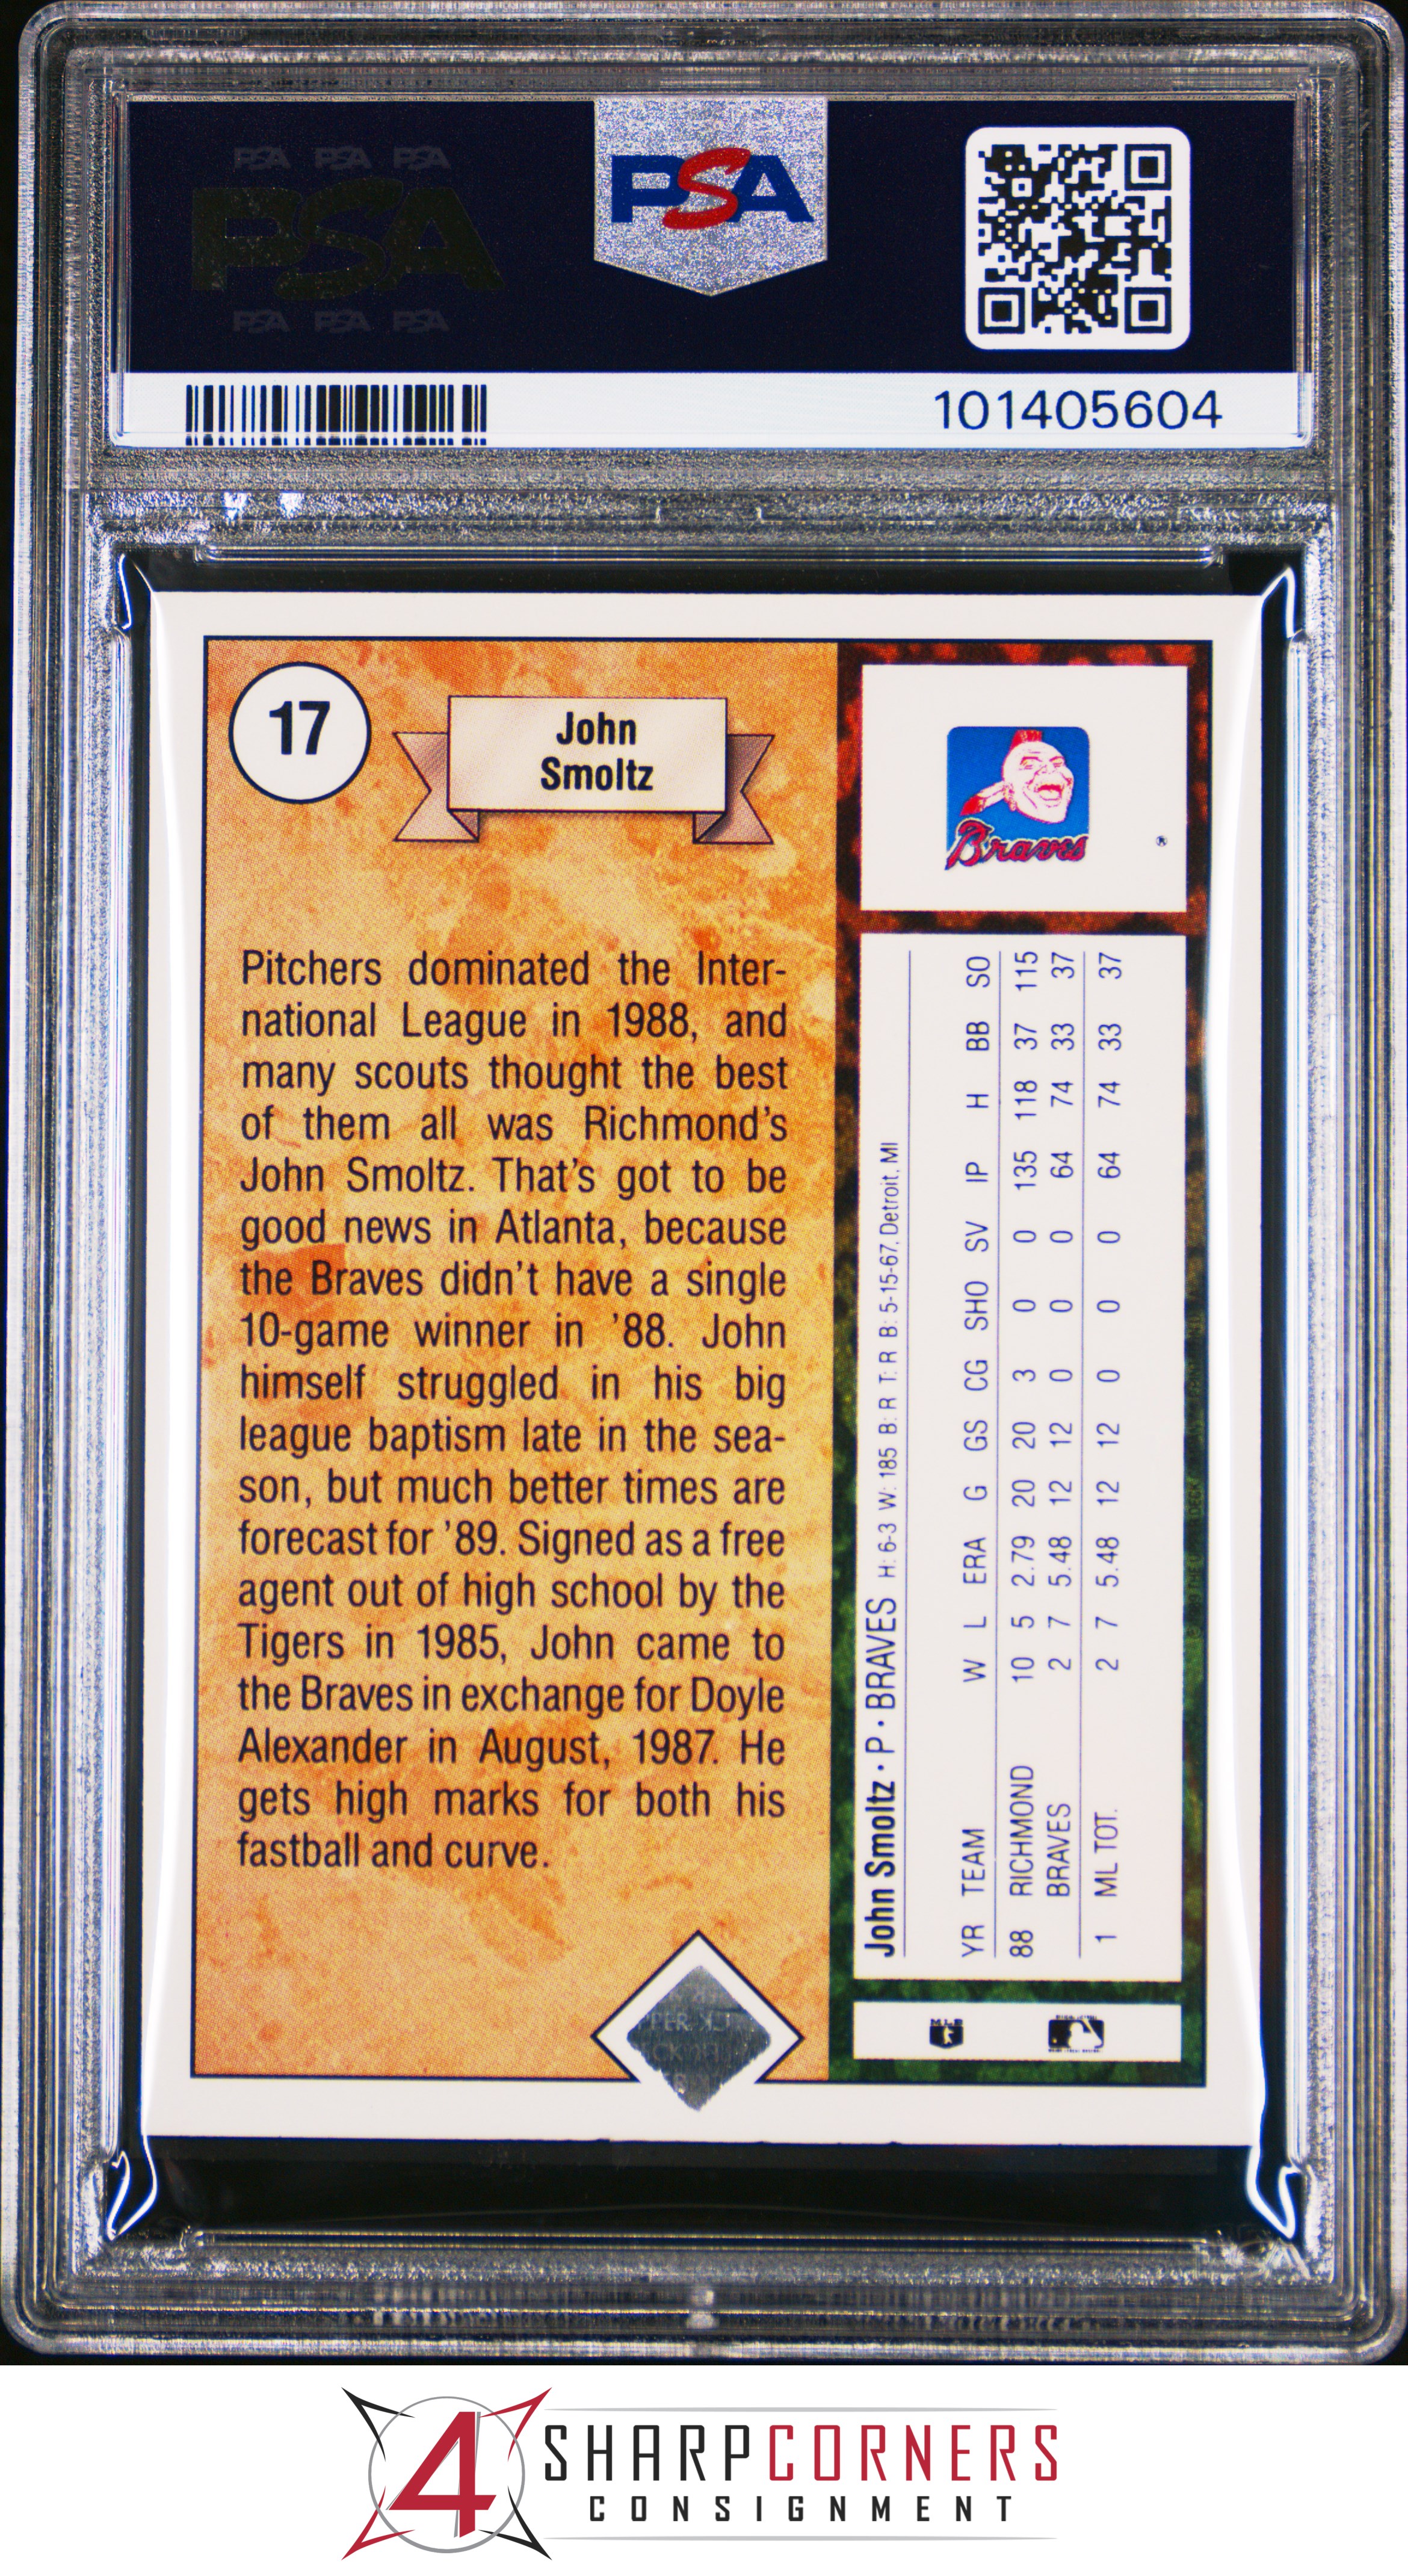 PSA PSA PSA
PSA
PSA PSA PSA
PSA
101405604
17
John
Smoltz
Braves
Pitchers dominated the Inter-
national League in 1988, and
many scouts thought the best
of them all was Richmond's
John Smoltz. That's got to be
good news in Atlanta, because
the Braves didn't have a single
10-game winner in '88. John
himself struggled in his big
league baptism late in the sea-
son, but much better times are
forecast for '89. Signed as a free
agent out of high school by the
Tigers in 1985, John came to
the Braves in exchange for Doyle
Alexander in August, 1987. He
gets high marks for both his
fastball and curve.
John Smoltz · P · BRAVES H: 6-3 W: 185 B: R T: R B: 5-15-67, Detroit, MI
YR TEAM W L ERA G GS CG SHO SV IP H BB SO
88 RICHMOND 10 5 2.79 20 20 3 0 0 135 118 37 115
BRAVES 2 7 5.48 12 12 0 0 0 64 74 33 37
1 ML TOT. 2 7 5.48 12 12 0 0 0 64 74 33 37
4 SHARPCORNERS
CONSIGNMENT